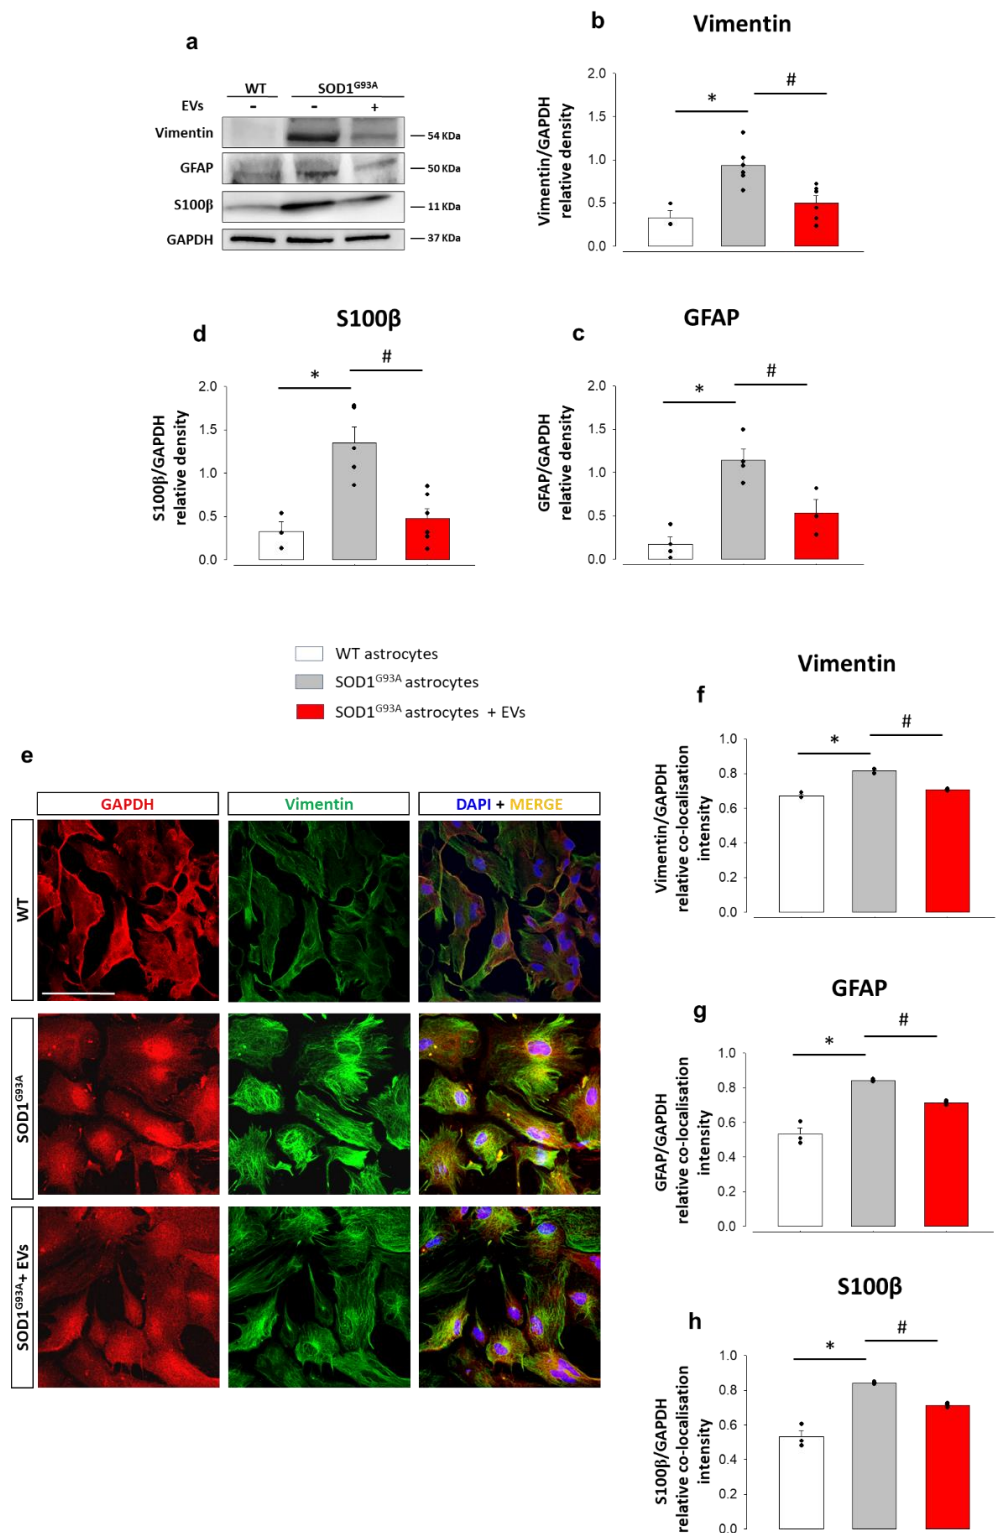 a
WT SOD1G93A
EVs - - +
Vimentin 54 KDa
GFAP 50 KDa
S100β 11 KDa
GAPDH 37 KDa
b
Vimentin
Vimentin/GAPDH
relative density
2.0
1.5
1.0
0.5
0.0
*
#
d
S100β
S100β/GAPDH
relative density
2.0
1.5
1.0
0.5
0.0
*
#
c
GFAP
GFAP/GAPDH
relative density
2.0
1.5
1.0
0.5
0.0
*
#
WT astrocytes
SOD1G93A astrocytes
SOD1G93A astrocytes + EVs
e
GAPDH Vimentin DAPI + MERGE
WT
SOD1G93A
SOD1G93A+ EVs
f
Vimentin
Vimentin/GAPDH
relative co-localisation
intensity
1.0
0.8
0.6
0.4
0.2
0.0
*
#
g
GFAP
GFAP/GAPDH
relative co-localisation
intensity
1.0
0.8
0.6
0.4
0.2
0.0
*
#
h
S100β
S100β/GAPDH
relative co-localisation
intensity
1.0
0.8
0.6
0.4
0.2
0.0
*
#